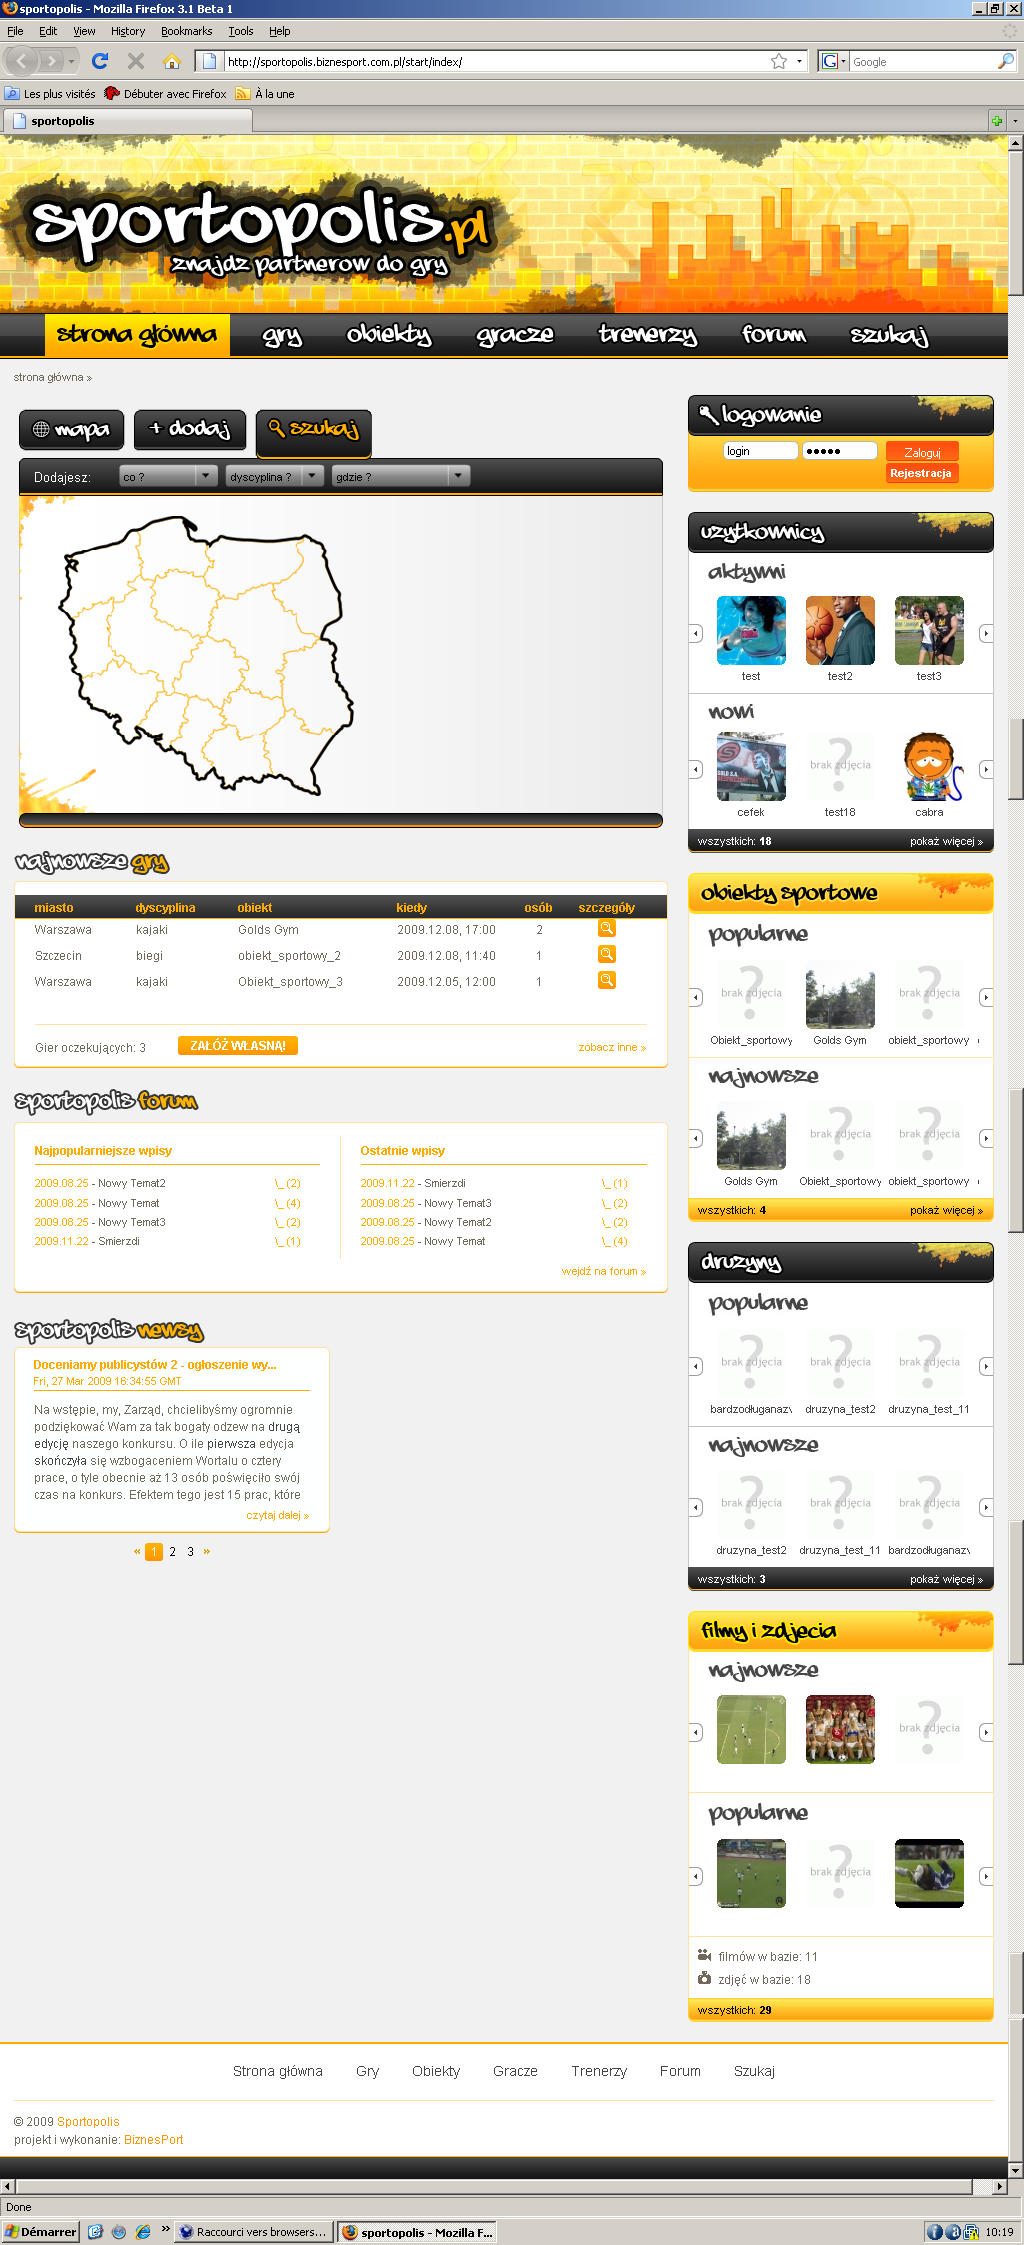 sportopolis - Mozilla Firefox 3.1 Beta 1
File Edit View History Bookmarks Tools Help
http://sportopolis.biznesport.com.pl/start/index/
Google
Les plus visités Débuter avec Firefox À la une
sportopolis
sportopolis.pl
znajdz partnerow do gry
strona główna gry obiekty gracze trenerzy forum szukaj
strona główna »
mapa + dodaj szukaj
Dodajesz: co ? dyscyplina ? gdzie ?
najnowsze gry
miasto dyscyplina obiekt kiedy osób szczegóły
Warszawa kajaki Golds Gym 2009.12.08, 17:00 2
Szczecin biegi obiekt_sportowy_2 2009.12.08, 11:40 1
Warszawa kajaki Obiekt_sportowy_3 2009.12.05, 12:00 1
Gier oczekujących: 3 ZAŁÓŻ WŁASNĄ! zobacz inne »
sportopolis forum
Najpopularniejsze wpisy
2009.08.25 - Nowy Temat2 \_ (2)
2009.08.25 - Nowy Temat \_ (4)
2009.08.25 - Nowy Temat3 \_ (2)
2009.11.22 - Smierdzi \_ (1)
Ostatnie wpisy
2009.11.22 - Smierdzi \_ (1)
2009.08.25 - Nowy Temat3 \_ (2)
2009.08.25 - Nowy Temat2 \_ (2)
2009.08.25 - Nowy Temat \_ (4)
wejdź na forum »
sportopolis newsy
Doceniamy publicystów 2 - ogłoszenie wy...
Fri, 27 Mar 2009 16:34:55 GMT
Na wstępie, my, Zarząd, chcielibyśmy ogromnie
podziękować Wam za tak bogaty odzew na drugą
edycję naszego konkursu. O ile pierwsza edycja
skończyła się wzbogaceniem Wortalu o cztery
prace, o tyle obecnie aż 13 osób poświęciło swój
czas na konkurs. Efektem tego jest 15 prac, które
czytaj dalej »
« 1 2 3 »
logowanie
login ●●●●● Zaloguj
Rejestracja
uzytkownicy
aktywni
test test2 test3
nowi
brak zdjęcia
cefek test18 cabra
wszystkich: 18 pokaż więcej »
obiekty sportowe
popularne
brak zdjęcia brak zdjęcia
Obiekt_sportowy Golds Gym obiekt_sportowy
najnowsze
brak zdjęcia brak zdjęcia
Golds Gym Obiekt_sportowy obiekt_sportowy
wszystkich: 4 pokaż więcej »
druzyny
popularne
brak zdjęcia brak zdjęcia brak zdjęcia
bardzodługanazv druzyna_test2 druzyna_test_11
najnowsze
brak zdjęcia brak zdjęcia brak zdjęcia
druzyna_test2 druzyna_test_11 bardzodługanazv
wszystkich: 3 pokaż więcej »
filmy i zdjecia
najnowsze
brak zdjęcia
popularne
brak zdjęcia
filmów w bazie: 11
zdjęć w bazie: 18
wszystkich: 29
Strona główna Gry Obiekty Gracze Trenerzy Forum Szukaj
© 2009 Sportopolis
projekt i wykonanie: BiznesPort
Done
Démarrer » Raccourci vers browsers... sportopolis - Mozilla F... 10:19